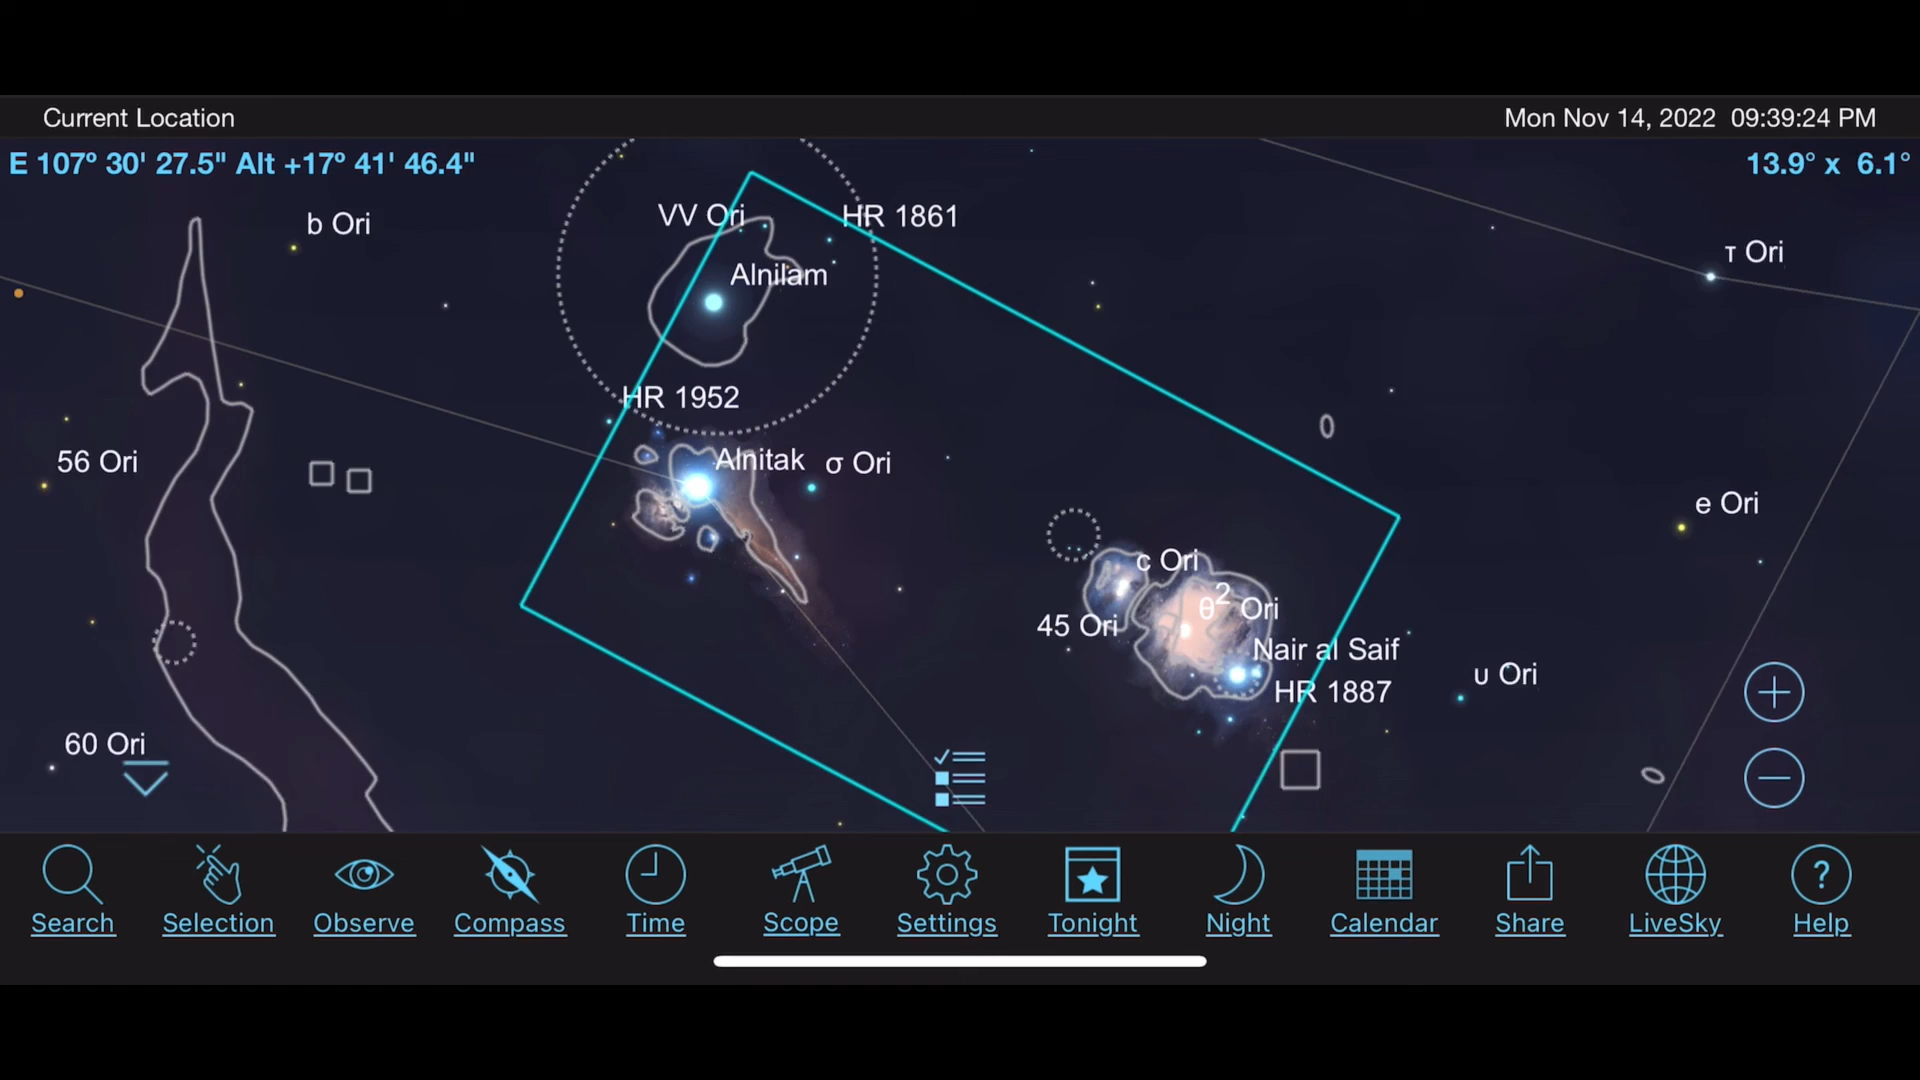 Current Location
Mon Nov 14, 2022 09:39:24 PM
E 107° 30' 27.5" Alt +17° 41' 46.4"
13.9° x 6.1°
b Ori
VV Ori
HR 1861
τ Ori
Alnilam
HR 1952
56 Ori
Alnitak
σ Ori
e Ori
c Ori
θ² Ori
45 Ori
Nair al Saif
υ Ori
HR 1887
60 Ori
Search
Selection
Observe
Compass
Time
Scope
Settings
Tonight
Night
Calendar
Share
LiveSky
?
Help